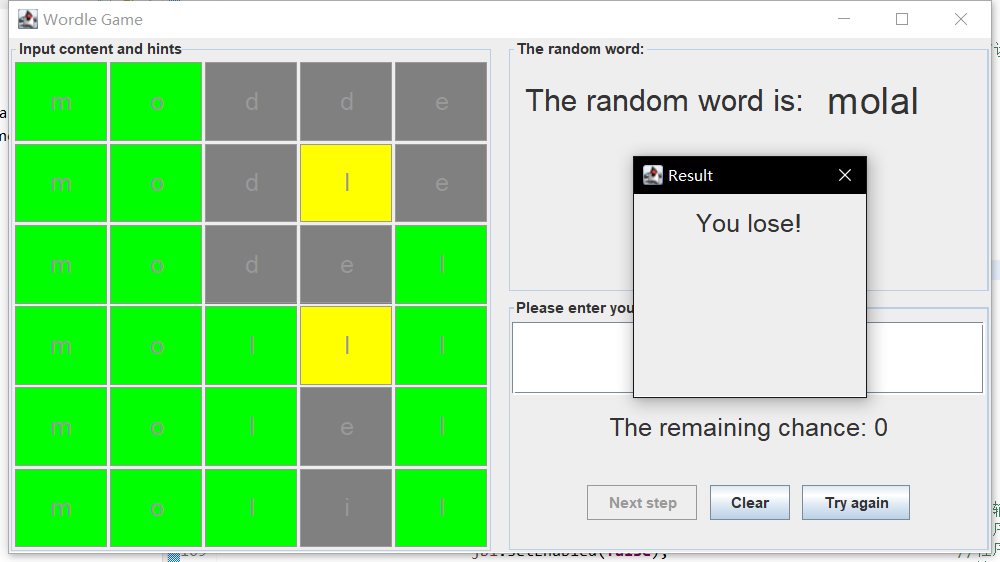 Wordle Game
Input content and hints
m o d d e
m o d l e
m o d e l
m o l l l
m o l e l
m o l i l
The random word:
The random word is: molal
Result
You lose!
Please enter you
The remaining chance: 0
Next step
Clear
Try again